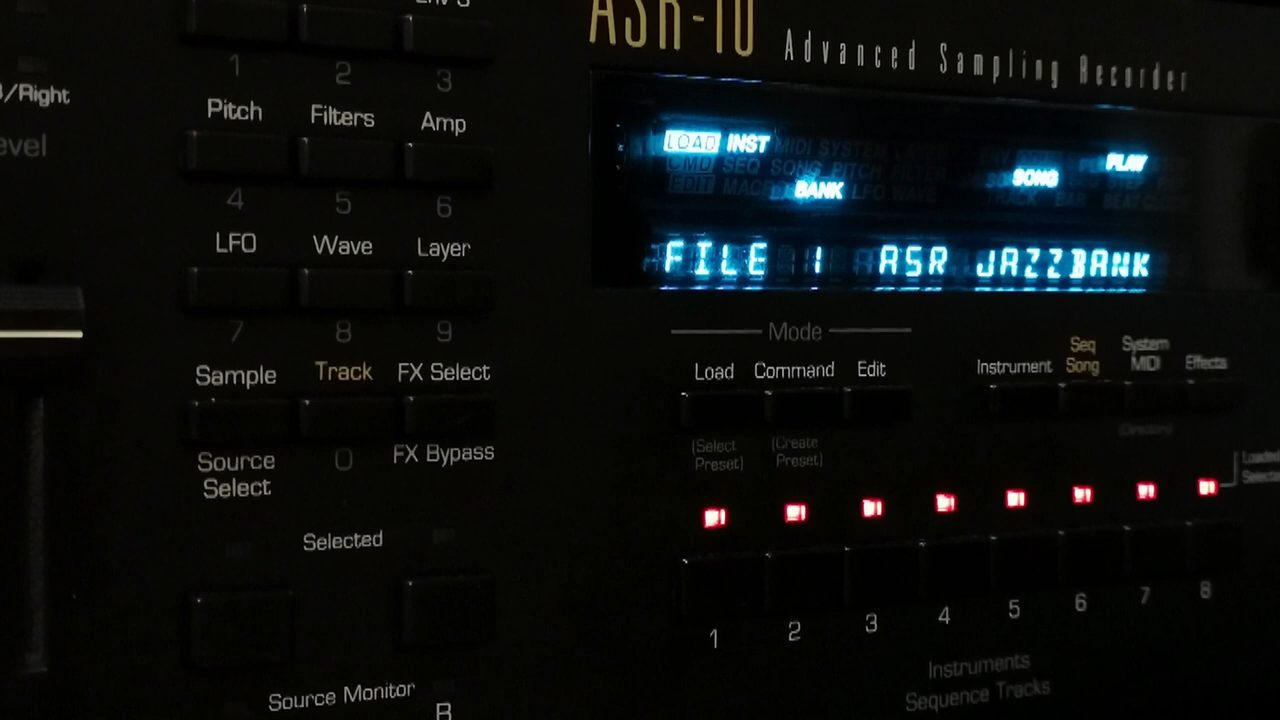 ASR-10 Advanced Sampling Recorder
/Right
evel
1 2 3
Pitch Filters Amp
4 5 6
LFO Wave Layer
7 8 9
Sample Track FX Select
Source Select
0
FX Bypass
Selected
Source Monitor
R
LOAD INST MIDI SYSTEM PLAY
CMD SEQ SONG PITCH FILTER SONG
EDIT BANK LFO WAVE TRACK BAR BEAT
FILE 1 ASR JAZZBANK
Mode
Load Command Edit
Instrument
Seq Song
System MIDI
Effects
(Select Preset)
(Create Preset)
(Directory)
1 2 3 4 5 6 7 8
Instruments
Sequence Tracks